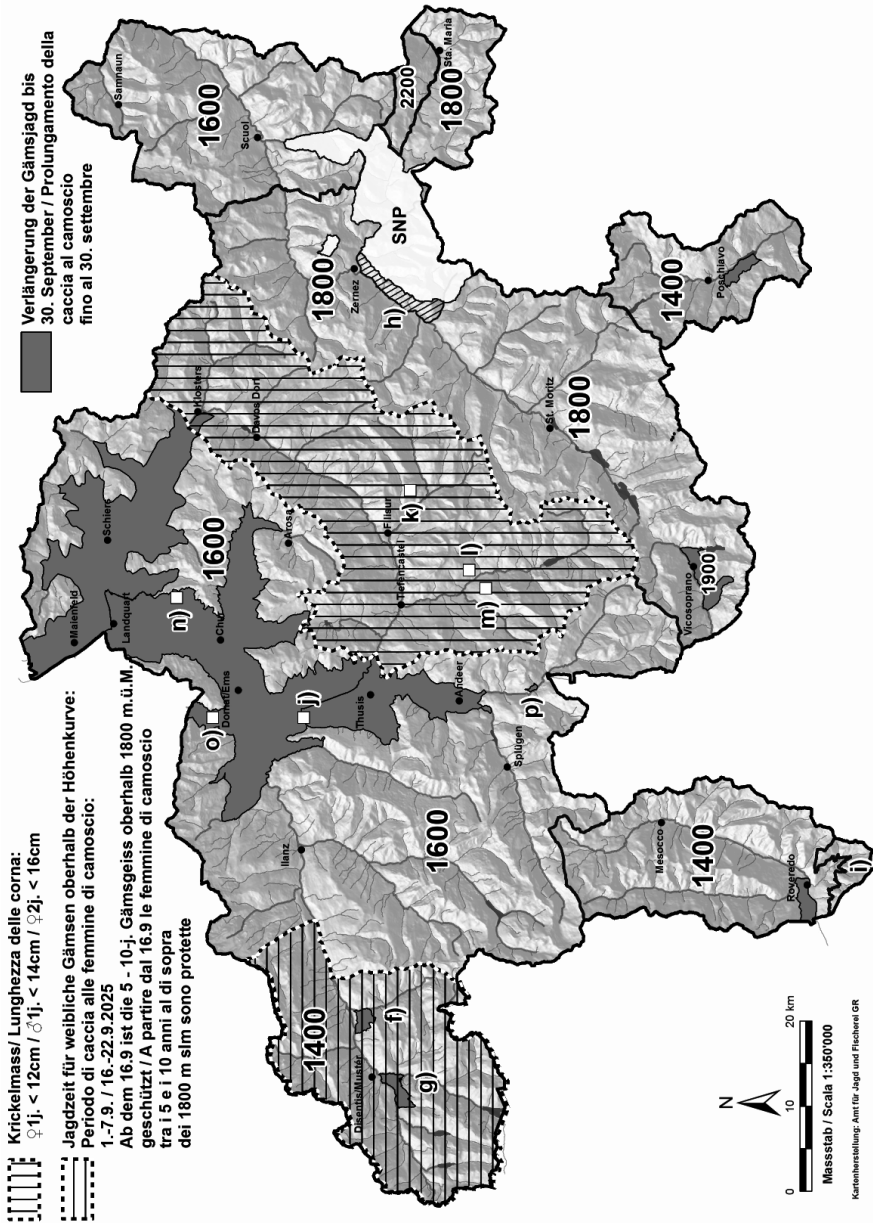 Krickelmass/ Lunghezza delle corna:
♀1j. < 12cm / ♂1j. < 14cm / ♀2j. < 16cm
Jagdzeit für weibliche Gämsen oberhalb der Höhenkurve:
Periodo di caccia alle femmine di camoscio:
1.-7.9. / 16.-22.9.2025
Ab dem 16.9 ist die 5 - 10-j. Gämsgeiss oberhalb 1800 m.ü.M.
geschützt / A partire dal 16.9 le femmine di camoscio
tra i 5 e i 10 anni al di sopra
dei 1800 m slm sono protette
Verlängerung der Gämsjagd bis
30. September / Prolungamento della
caccia al camoscio
fino al 30. settembre
Samnaun
1600
Scuol
2200
Sta. Maria
1800
SNP
1800
Zernez
h)
1400
Poschiavo
Klosters
Davos Dorf
St. Moritz
1800
Schiers
Maienfeld
Landquart
n)
1600
Arosa
Chur
Filisur
k)
Tiefencastel
l)
m)
Vicosoprano
1900
o)
Domat/Ems
j)
Thusis
Andeer
p)
Splügen
Ilanz
1600
Mesocco
1400
Roveredo
i)
1400
f)
Disentis/Mustér
g)
N
0
10
20 km
Massstab / Scala 1:350'000
Kartenherstellung: Amt für Jagd und Fischerei GR